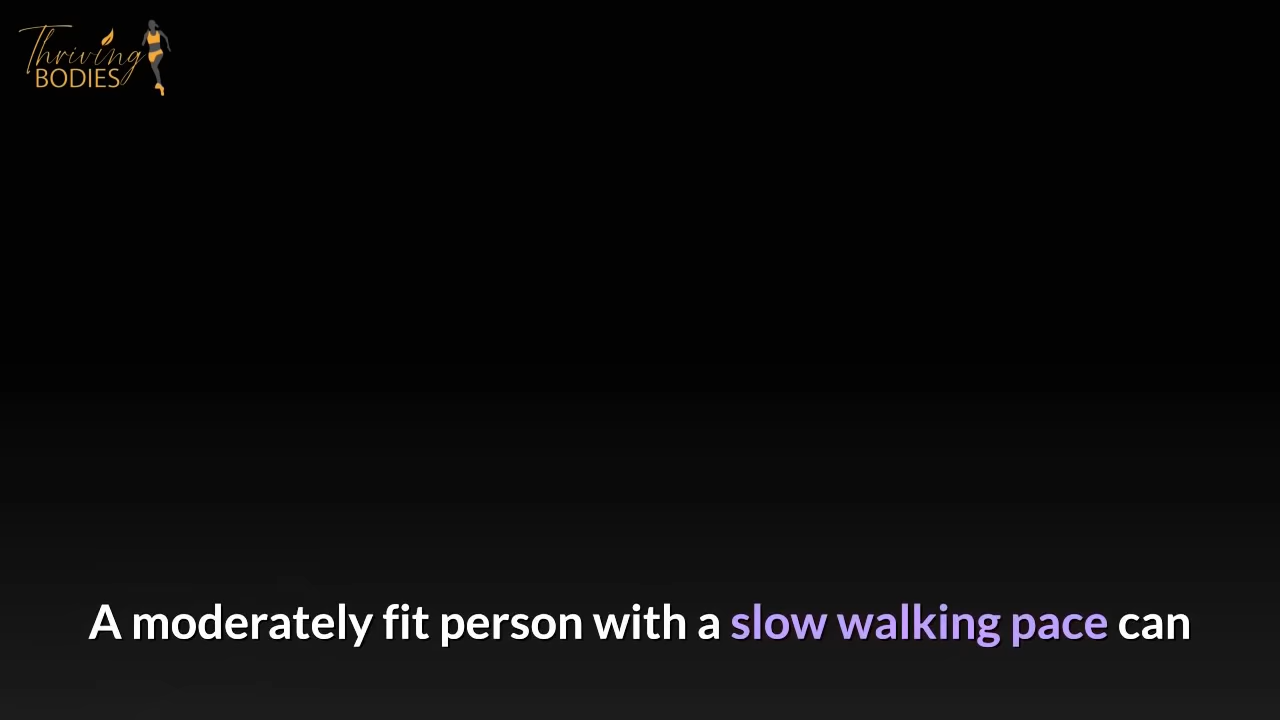 Thriving
BODIES
A moderately fit person with a slow walking pace can